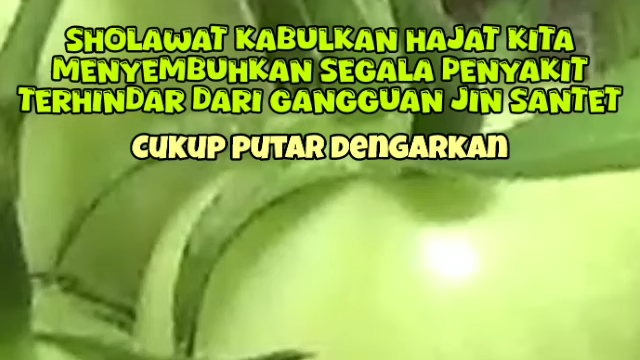 SHOLAWAT KABULKAN HAJAT KITA
MENYEMBUHKAN SEGALA PENYAKIT
TERHINDAR DARI GANGGUAN JIN SANTET
CUKUP PUTAR DENGARKAN